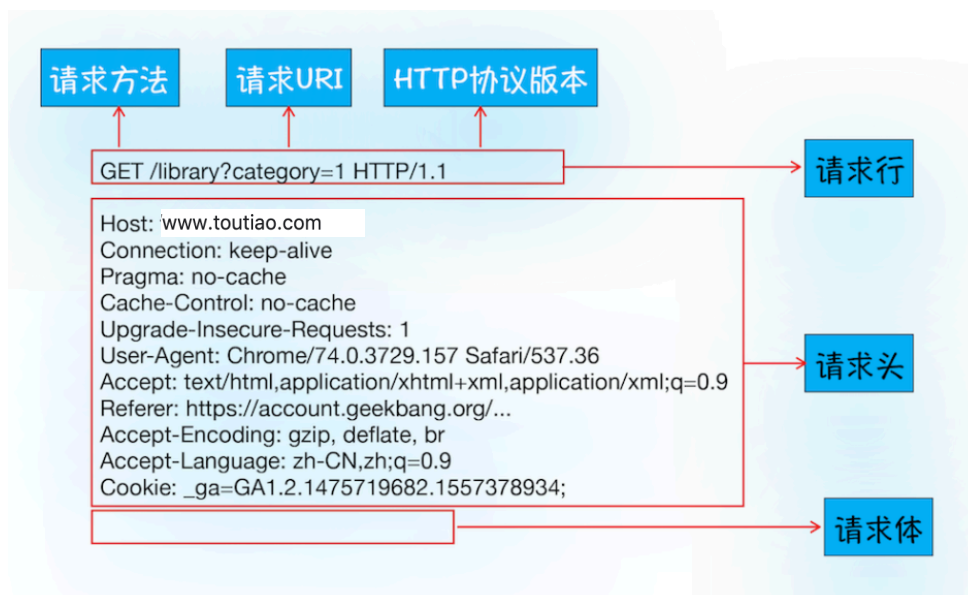 请求方法
请求URI
HTTP协议版本
GET /library?category=1 HTTP/1.1
请求行
Host: www.toutiao.com
Connection: keep-alive
Pragma: no-cache
Cache-Control: no-cache
Upgrade-Insecure-Requests: 1
User-Agent: Chrome/74.0.3729.157 Safari/537.36
Accept: text/html,application/xhtml+xml,application/xml;q=0.9
Referer: https://account.geekbang.org/...
Accept-Encoding: gzip, deflate, br
Accept-Language: zh-CN,zh;q=0.9
Cookie: _ga=GA1.2.1475719682.1557378934;
请求头
请求体